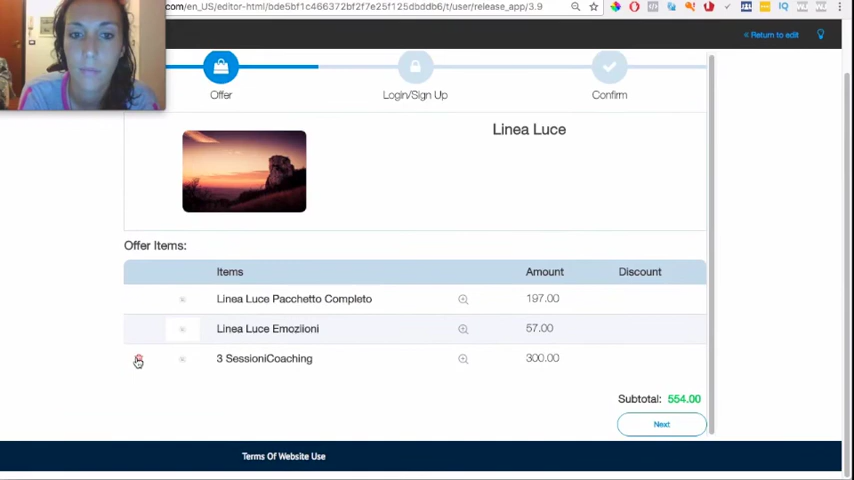 .com/en_US/editor-html/bde5bf1c466372bf2f7e25f125dbddb6/t/user/release_app/3.9
« Return to edit
Offer
Login/Sign Up
Confirm
Linea Luce
Offer Items:
Items Amount Discount
Linea Luce Pacchetto Completo 197.00
Linea Luce Emoziioni 57.00
3 SessioniCoaching 300.00
Subtotal: 554.00
Next
Terms Of Website Use